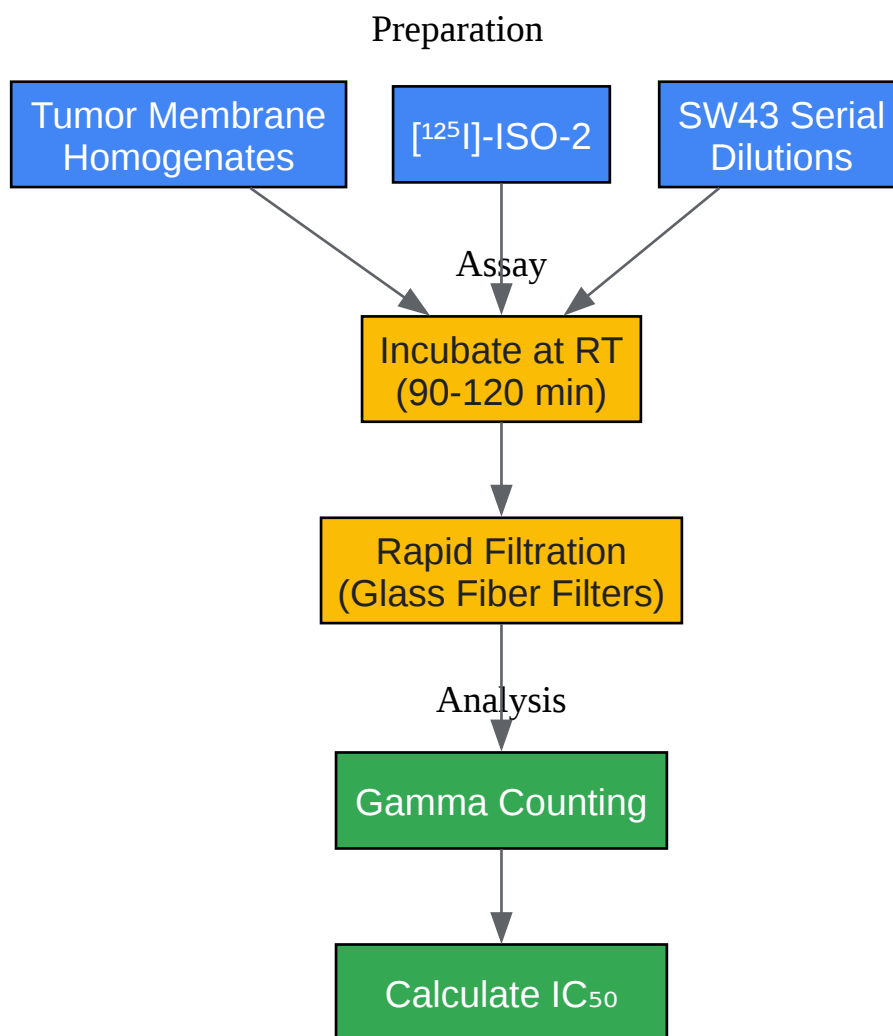 Preparation
Tumor Membrane
Homogenates
[¹²⁵I]-ISO-2
SW43 Serial
Dilutions
Assay
Incubate at RT
(90-120 min)
Rapid Filtration
(Glass Fiber Filters)
Analysis
Gamma Counting
Calculate IC₅₀